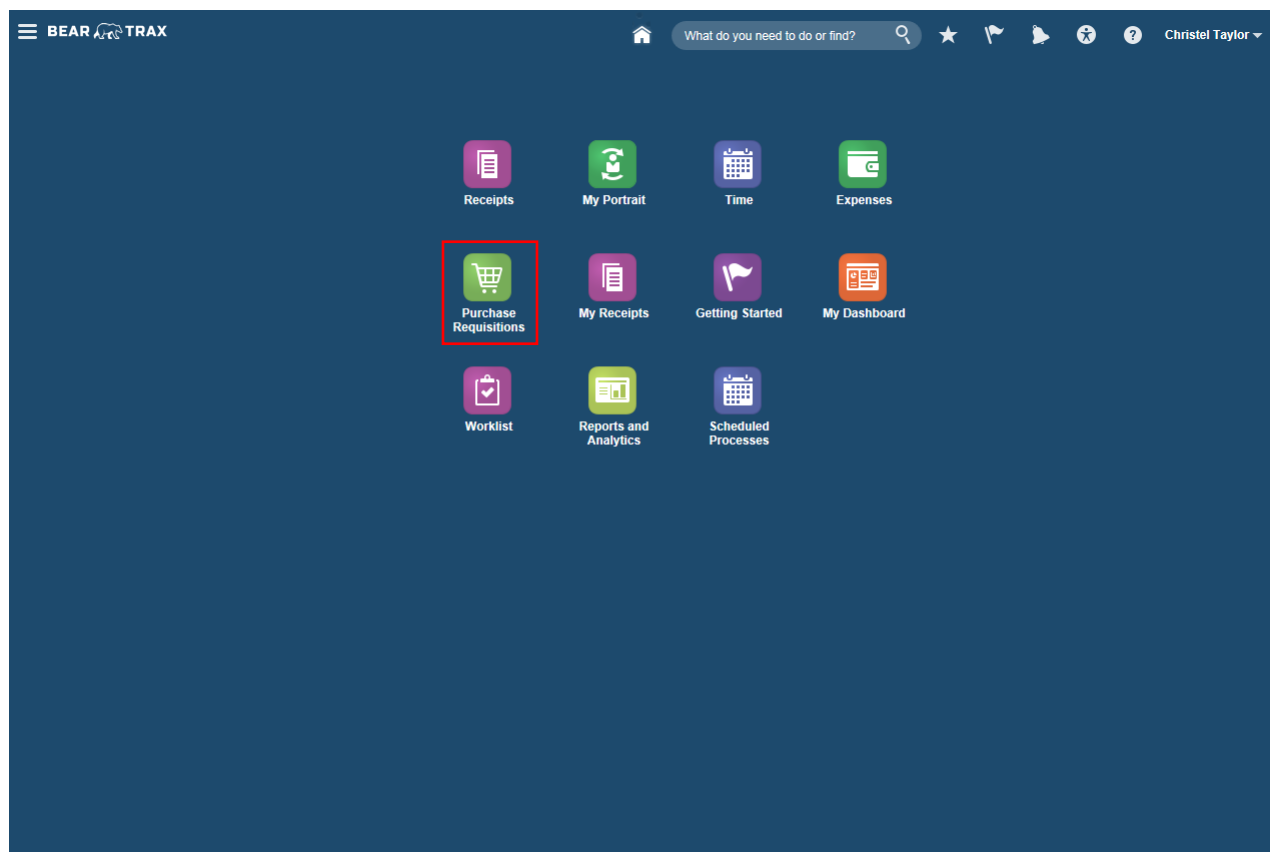 BEAR TRAX
What do you need to do or find?
Christel Taylor
Receipts
My Portrait
Time
Expenses
Purchase
Requisitions
My Receipts
Getting Started
My Dashboard
Worklist
Reports and
Analytics
Scheduled
Processes